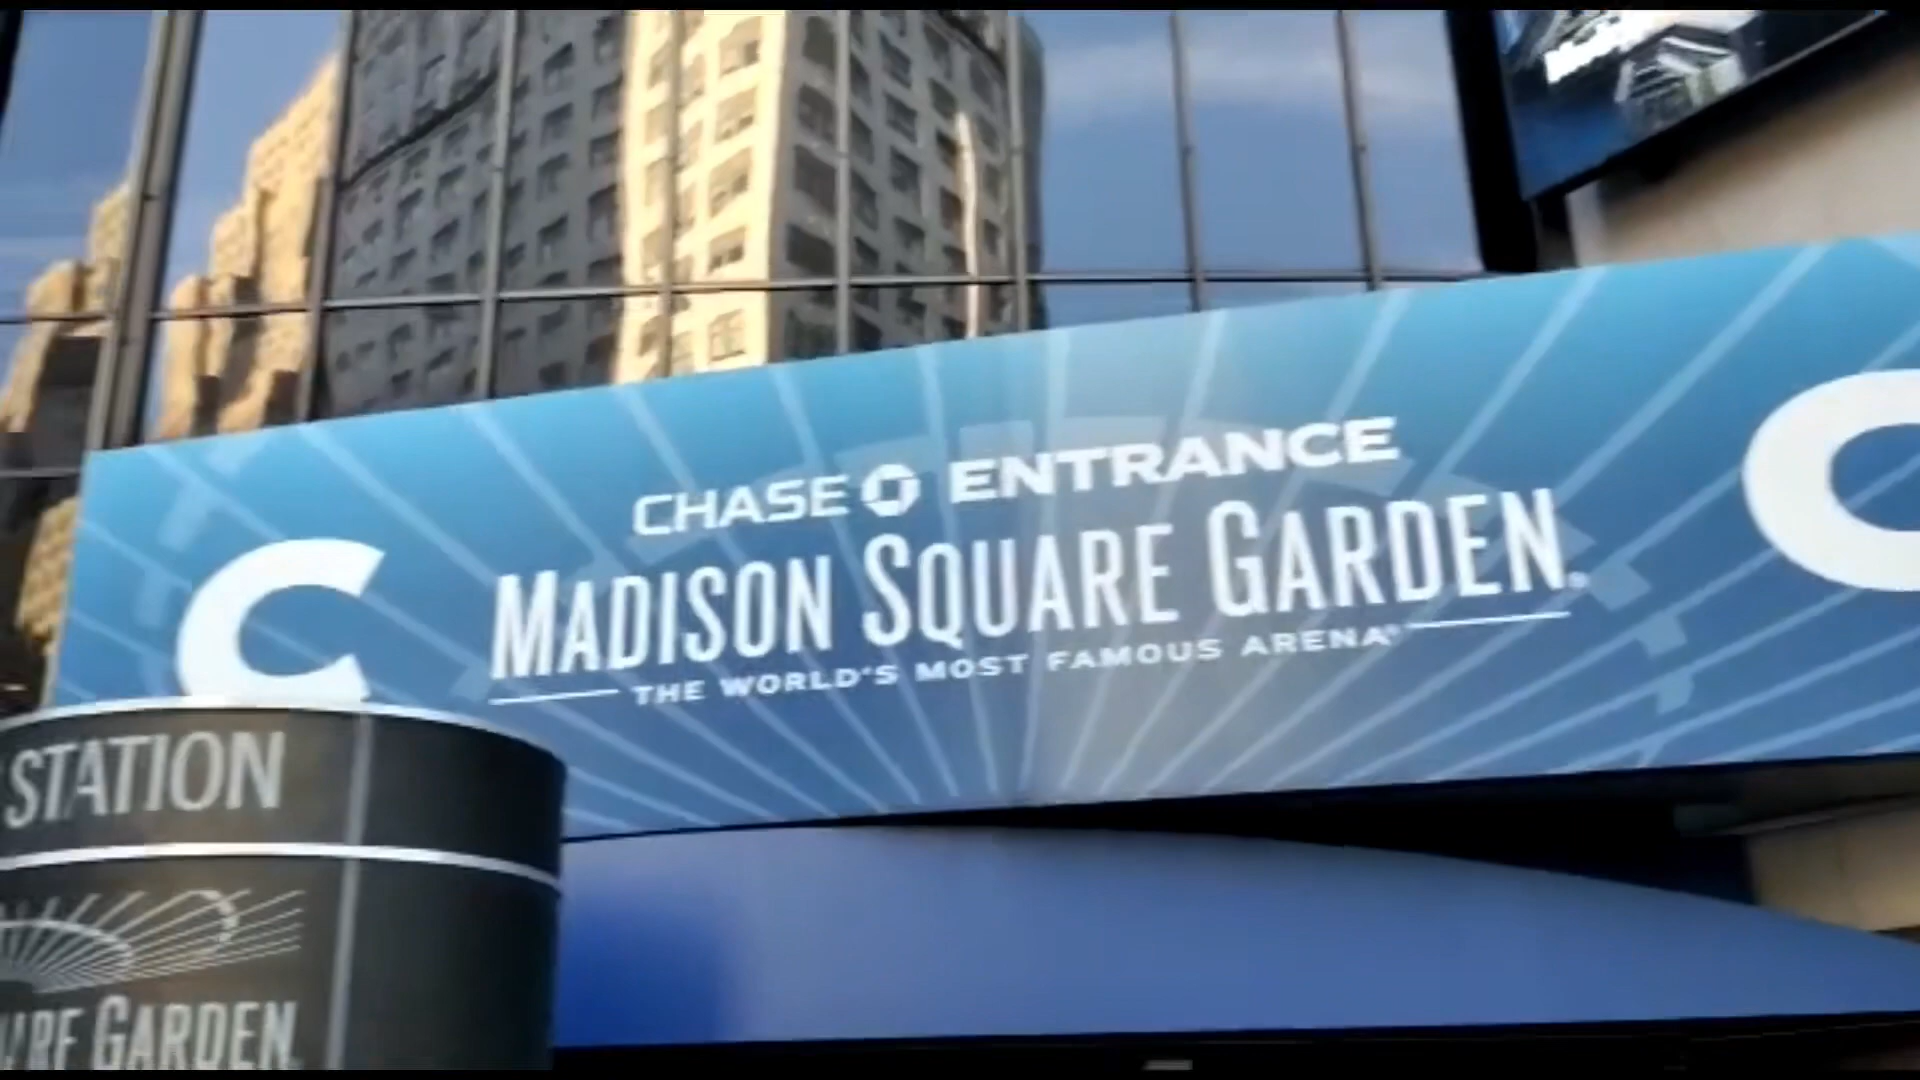 CHASE ENTRANCE
C
MADISON SQUARE GARDEN®
C
THE WORLD'S MOST FAMOUS ARENA®
STATION
GARDEN